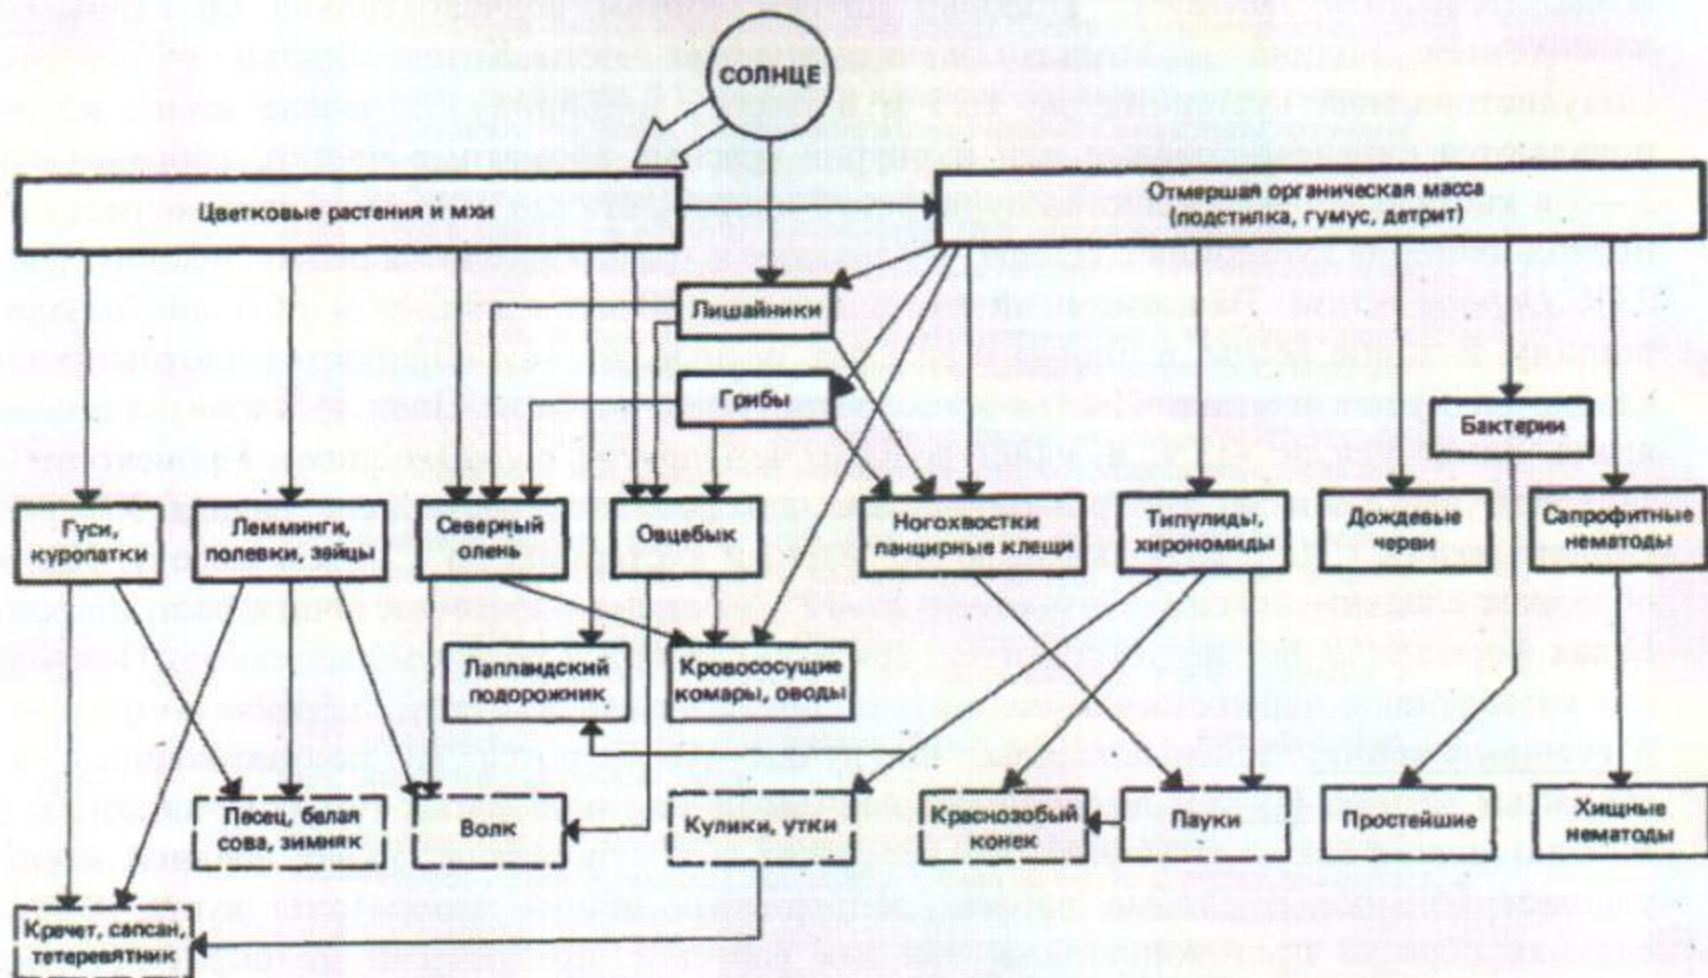 СОЛНЦЕ
Цветковые растения и мхи
Отмершая органическая масса
(подстилка, гумус, детрит)
Лишайники
Грибы
Бактерии
Гуси,
куропатки
Лемминги,
полевки, зайцы
Северный
олень
Овцебык
Ногохвостки
панцирные клещи
Типулиды,
хирономиды
Дождевые
черви
Сапрофитные
нематоды
Лапландский
подорожник
Кровососущие
комары, оводы
Песец, белая
сова, зимняк
Волк
Кулики, утки
Краснозобый
конек
Пауки
Простейшие
Хищные
нематоды
Кречет, сапсан,
тетеревятник